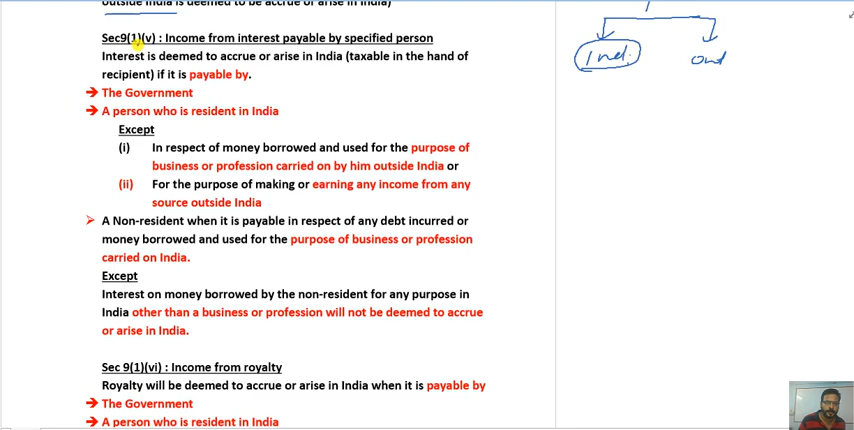 outside India is deemed to be accrue or arise in India)
Sec9(1)(v) : Income from interest payable by specified person
Interest is deemed to accrue or arise in India (taxable in the hand of
recipient) if it is payable by.
➔ The Government
➔ A person who is resident in India
Except
(i) In respect of money borrowed and used for the purpose of
business or profession carried on by him outside India or
(ii) For the purpose of making or earning any income from any
source outside India
➢ A Non-resident when it is payable in respect of any debt incurred or
money borrowed and used for the purpose of business or profession
carried on India.
Except
Interest on money borrowed by the non-resident for any purpose in
India other than a business or profession will not be deemed to accrue
or arise in India.
Sec 9(1)(vi) : Income from royalty
Royalty will be deemed to accrue or arise in India when it is payable by
➔ The Government
➔ A person who is resident in India
Ind. out